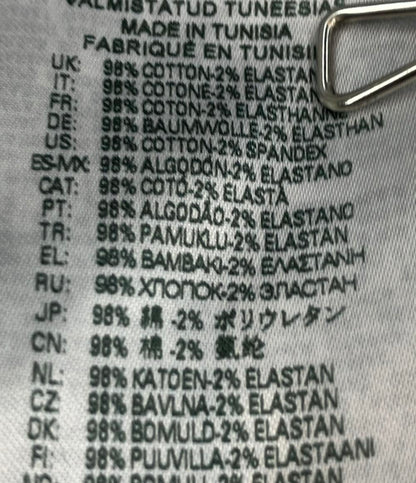 VALMISTATUD TUNEESIAS
MADE IN TUNISIA
FABRIQUÉ EN TUNISI
UK: 98% COTTON-2% ELASTAN
IT: 98% COTONE-2% ELASTAN
FR: 98% COTON-2% ELASTHANNE
DE: 98% BAUMWOLLE-2% ELASTHAN
US: 98% COTTON-2% SPANDEX
ES-MX: 98% ALGODÓN-2% ELASTANO
CAT: 98% COTÓ-2% ELASTÀ
PT: 98% ALGODÃO-2% ELASTANO
TR: 98% PAMUKLU-2% ELASTAN
EL: 98% ΒΑΜΒΑΚΙ-2% ΕΛΑΣΤΑΝΗ
RU: 98% ХЛОПОК-2% ЭЛАСТАН
JP: 98% 綿 -2% ポリウレタン
CN: 98% 棉 -2% 氨纶
NL: 98% KATOEN-2% ELASTAN
CZ 98% BAVLNA-2% ELASTAN
DK: 98% BOMULD-2% ELASTAN
FI: 98% PUUVILLA-2% ELASTAANI
98% BOMULL-2% ELASTAN